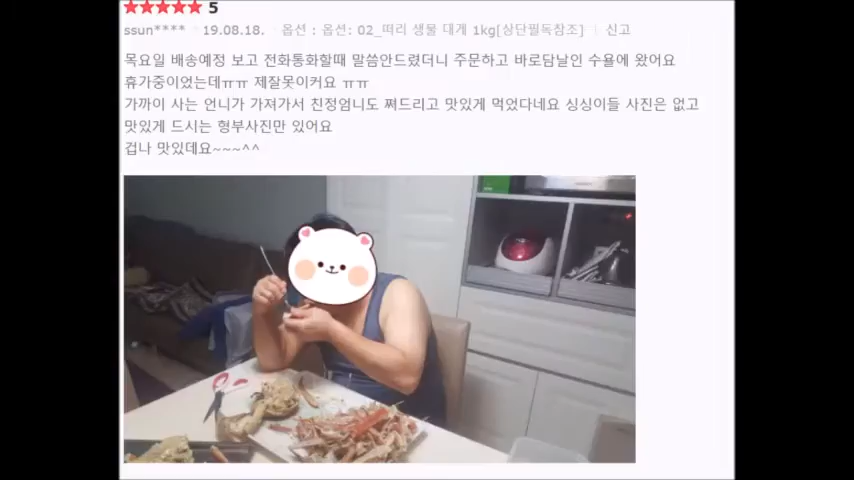 ★★★★★ 5
ssun**** 19.08.18. 옵션 : 옵션: 02_떠리 생물 대게 1kg[상단필독참조] | 신고
목요일 배송예정 보고 전화통화할때 말씀안드렸더니 주문하고 바로담날인 수욜에 왔어요
휴가중이었는데ㅠㅠ 제잘못이커요 ㅠㅠ
가까이 사는 언니가 가져가서 친정엄니도 쪄드리고 맛있게 먹었다네요 싱싱이들 사진은 없고
맛있게 드시는 형부사진만 있어요
겁나 맛있데요~~~^^